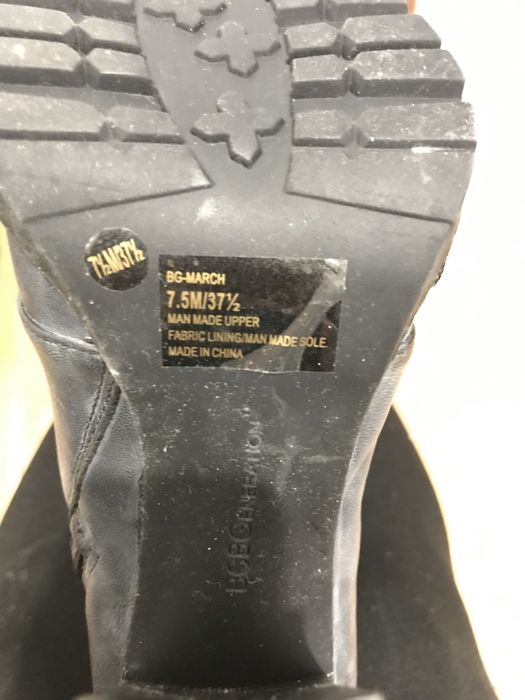 7½M/37½
BG-MARCH
7.5M/37½
MAN MADE UPPER
FABRIC LINING/MAN MADE SOLE
MADE IN CHINA
BCBGENERATION™